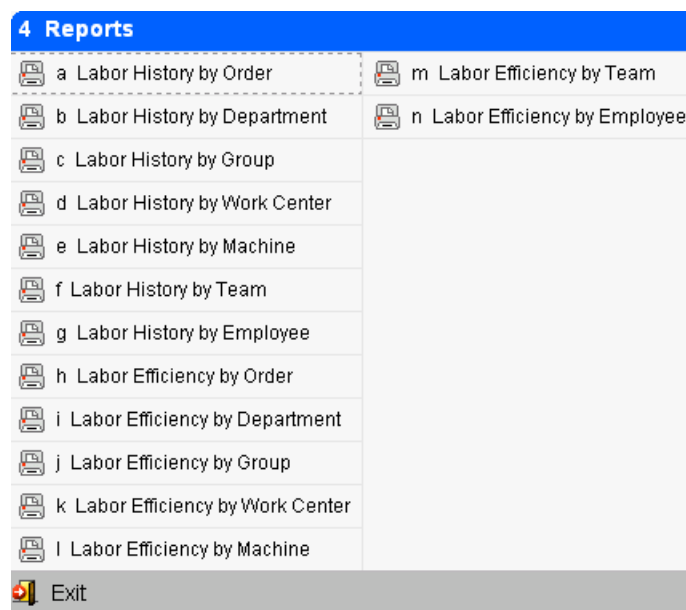 4 Reports
a Labor History by Order
b Labor History by Department
c Labor History by Group
d Labor History by Work Center
e Labor History by Machine
f Labor History by Team
g Labor History by Employee
h Labor Efficiency by Order
i Labor Efficiency by Department
j Labor Efficiency by Group
k Labor Efficiency by Work Center
l Labor Efficiency by Machine
m Labor Efficiency by Team
n Labor Efficiency by Employee
Exit